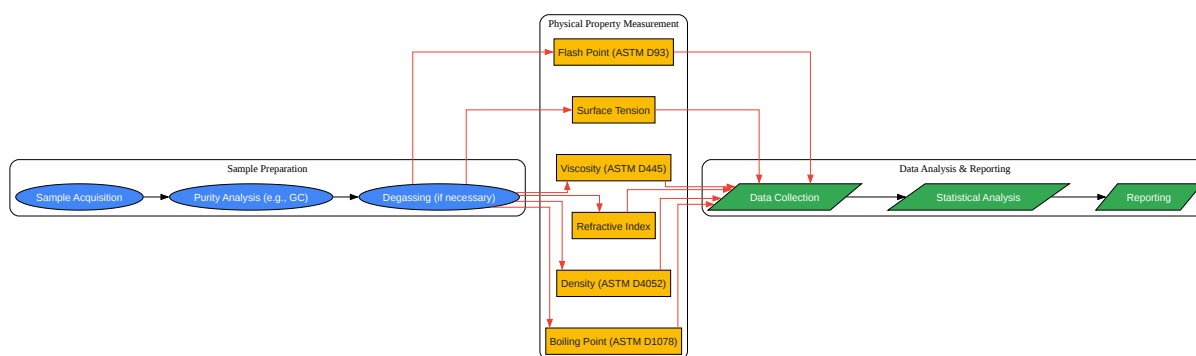 Physical Property Measurement
Flash Point (ASTM D93)
Surface Tension
Sample Preparation
Viscosity (ASTM D445)
Data Analysis & Reporting
Sample Acquisition
Purity Analysis (e.g., GC)
Degassing (if necessary)
Data Collection
Statistical Analysis
Reporting
Refractive Index
Density (ASTM D4052)
Boiling Point (ASTM D1078)